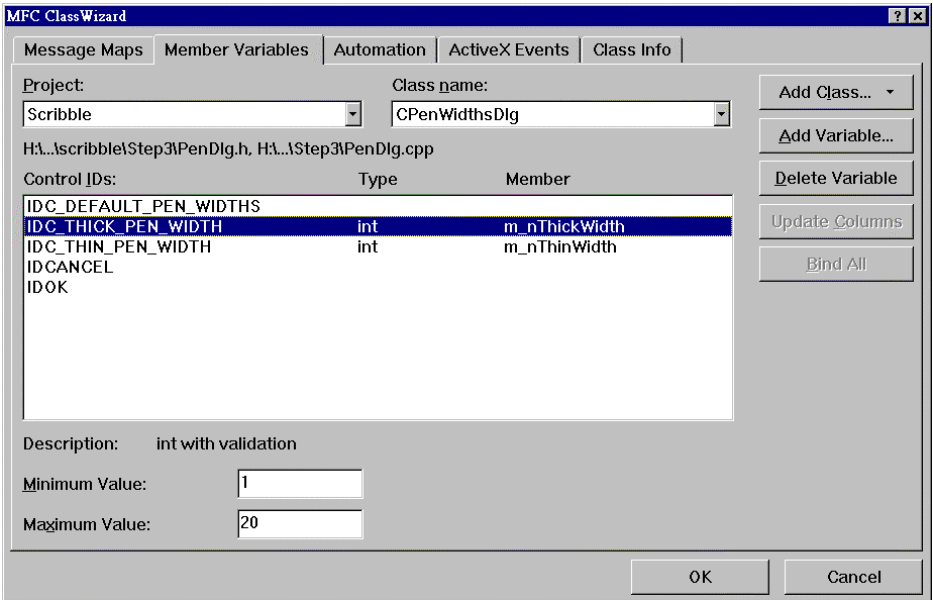 MFC ClassWizard
Message Maps Member Variables Automation ActiveX Events Class Info
Project: Class name:
Scribble CPenWidthsDlg
Add Class...
H:\...\scribble\Step3\PenDlg.h, H:\...\Step3\PenDlg.cpp
Add Variable...
Control IDs: Type Member
Delete Variable
IDC_DEFAULT_PEN_WIDTHS
IDC_THICK_PEN_WIDTH int m_nThickWidth
Update Columns
IDC_THIN_PEN_WIDTH int m_nThinWidth
IDCANCEL
Bind All
IDOK
Description: int with validation
Minimum Value: 1
Maximum Value: 20
OK Cancel